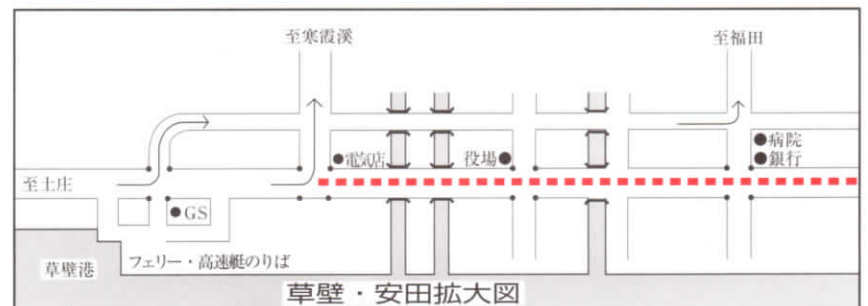 至寒霞渓
至福田
●病院
●電気店
役場●
●銀行
至土庄
●GS
草壁港
フェリー・高速艇のりば
草壁・安田拡大図